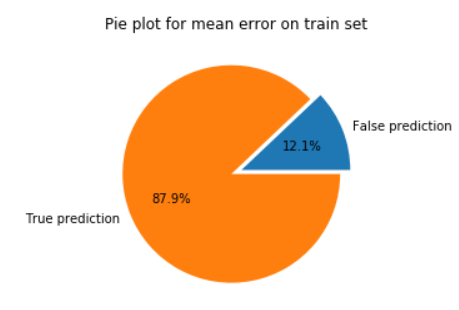 Pie plot for mean error on train set
False prediction
12.1%
87.9%
True prediction